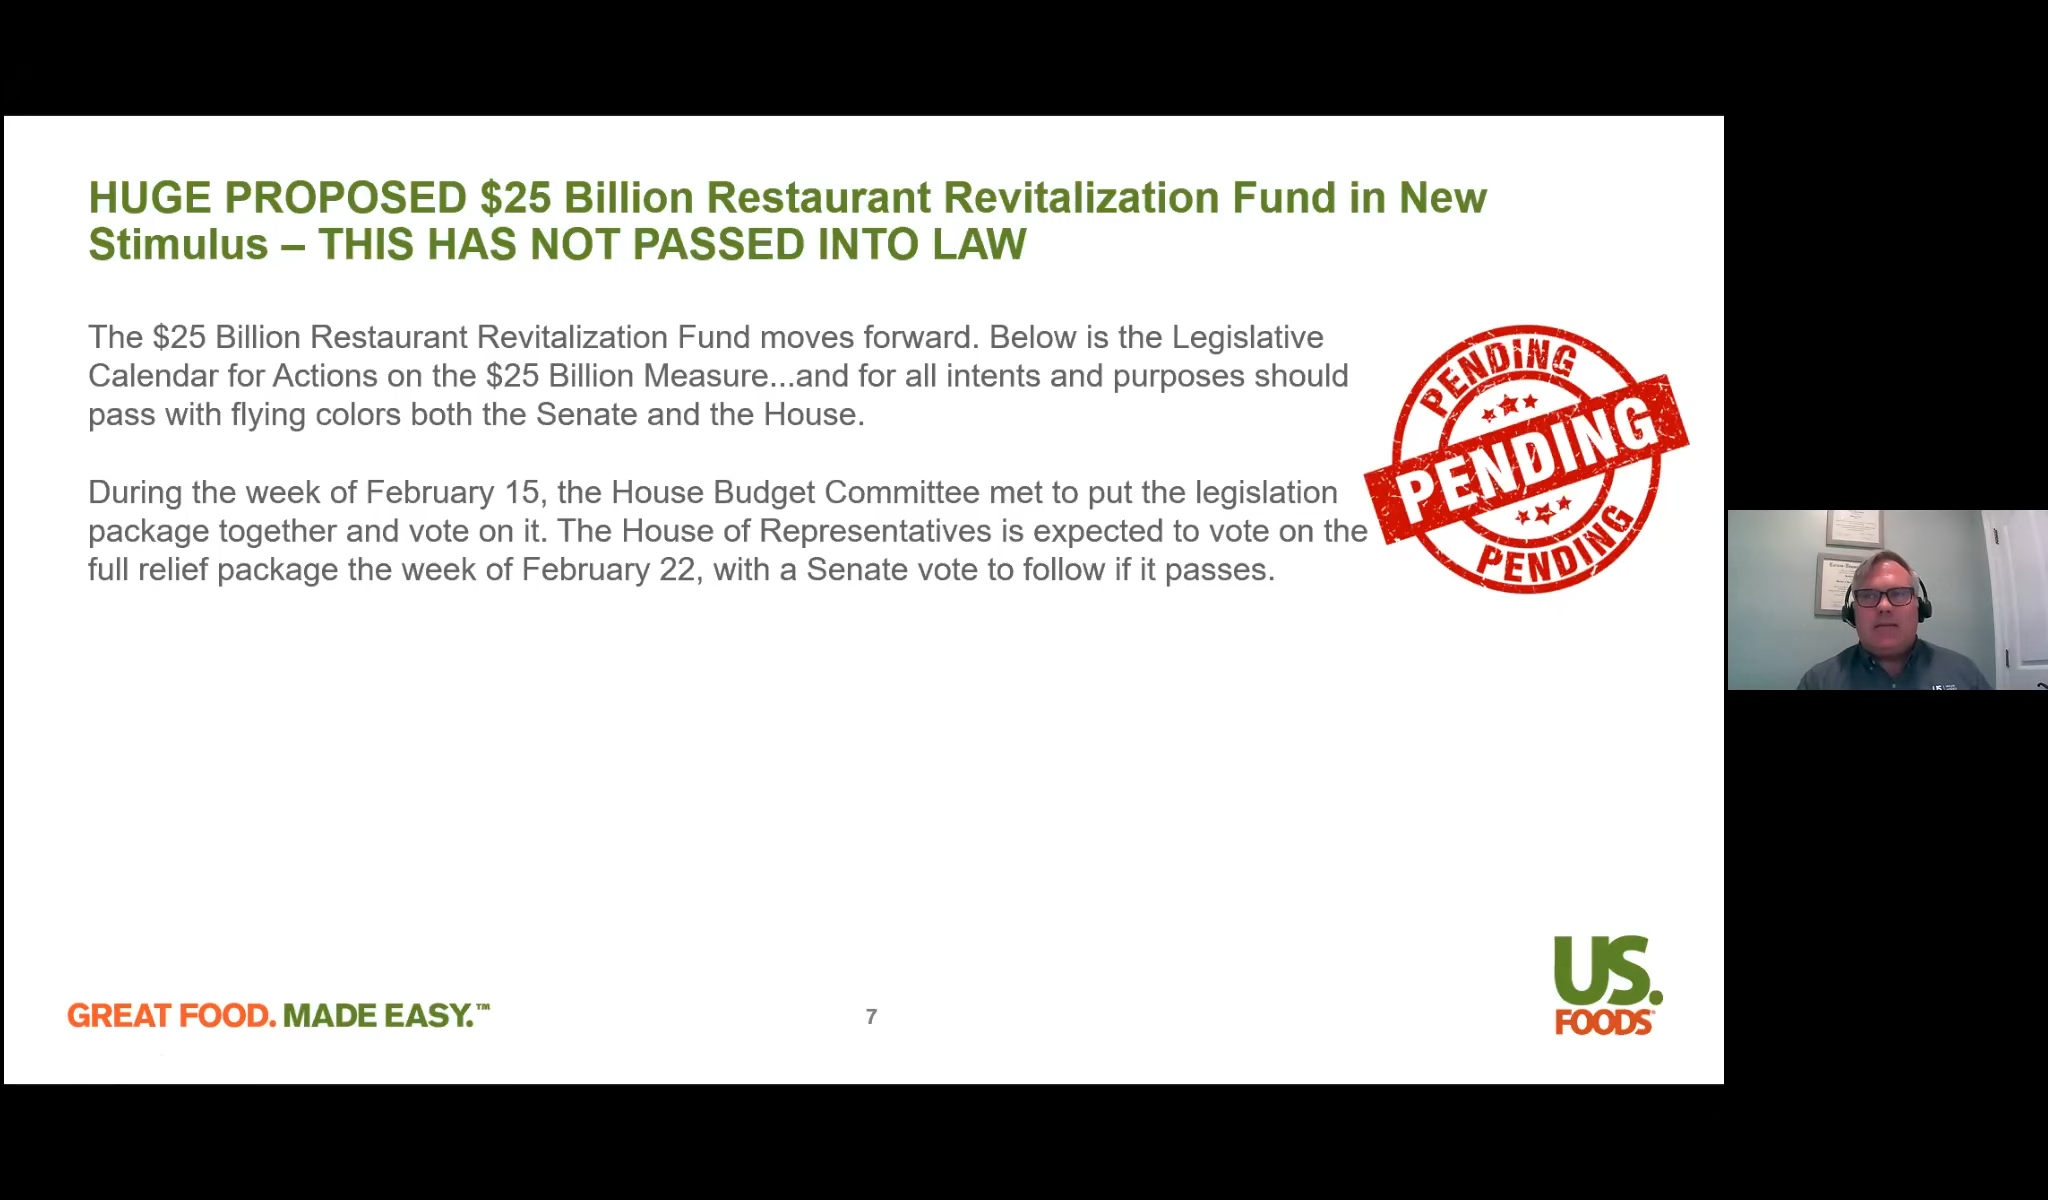 HUGE PROPOSED $25 Billion Restaurant Revitalization Fund in New
Stimulus – THIS HAS NOT PASSED INTO LAW
The $25 Billion Restaurant Revitalization Fund moves forward. Below is the Legislative
Calendar for Actions on the $25 Billion Measure...and for all intents and purposes should
pass with flying colors both the Senate and the House.
During the week of February 15, the House Budget Committee met to put the legislation
package together and vote on it. The House of Representatives is expected to vote on the
full relief package the week of February 22, with a Senate vote to follow if it passes.
PENDING
PENDING
PENDING
GREAT FOOD. MADE EASY.™
7
US.
FOODS®